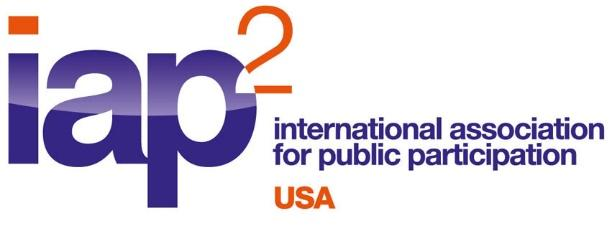 iap2
international association
for public participation
USA